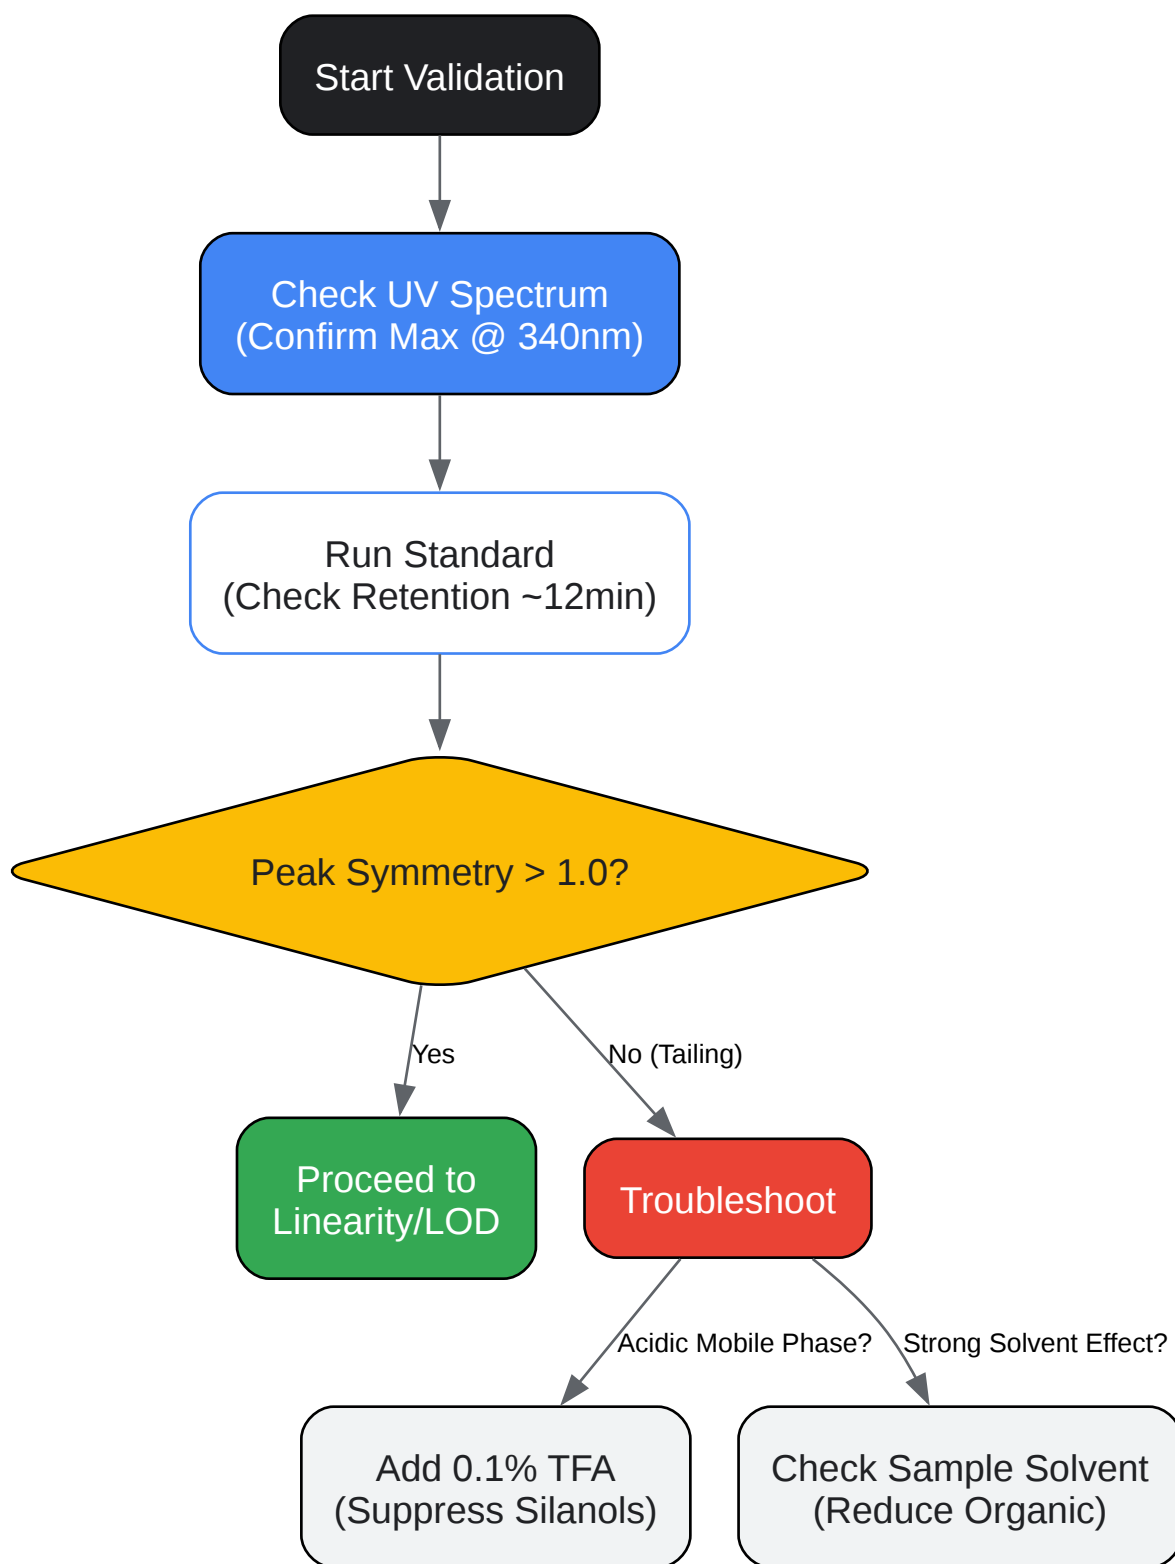 Start Validation
Check UV Spectrum
(Confirm Max @ 340nm)
Run Standard
(Check Retention ~12min)
Peak Symmetry > 1.0?
Yes
No (Tailing)
Proceed to
Linearity/LOD
Troubleshoot
Acidic Mobile Phase?
Strong Solvent Effect?
Add 0.1% TFA
(Suppress Silanols)
Check Sample Solvent
(Reduce Organic)